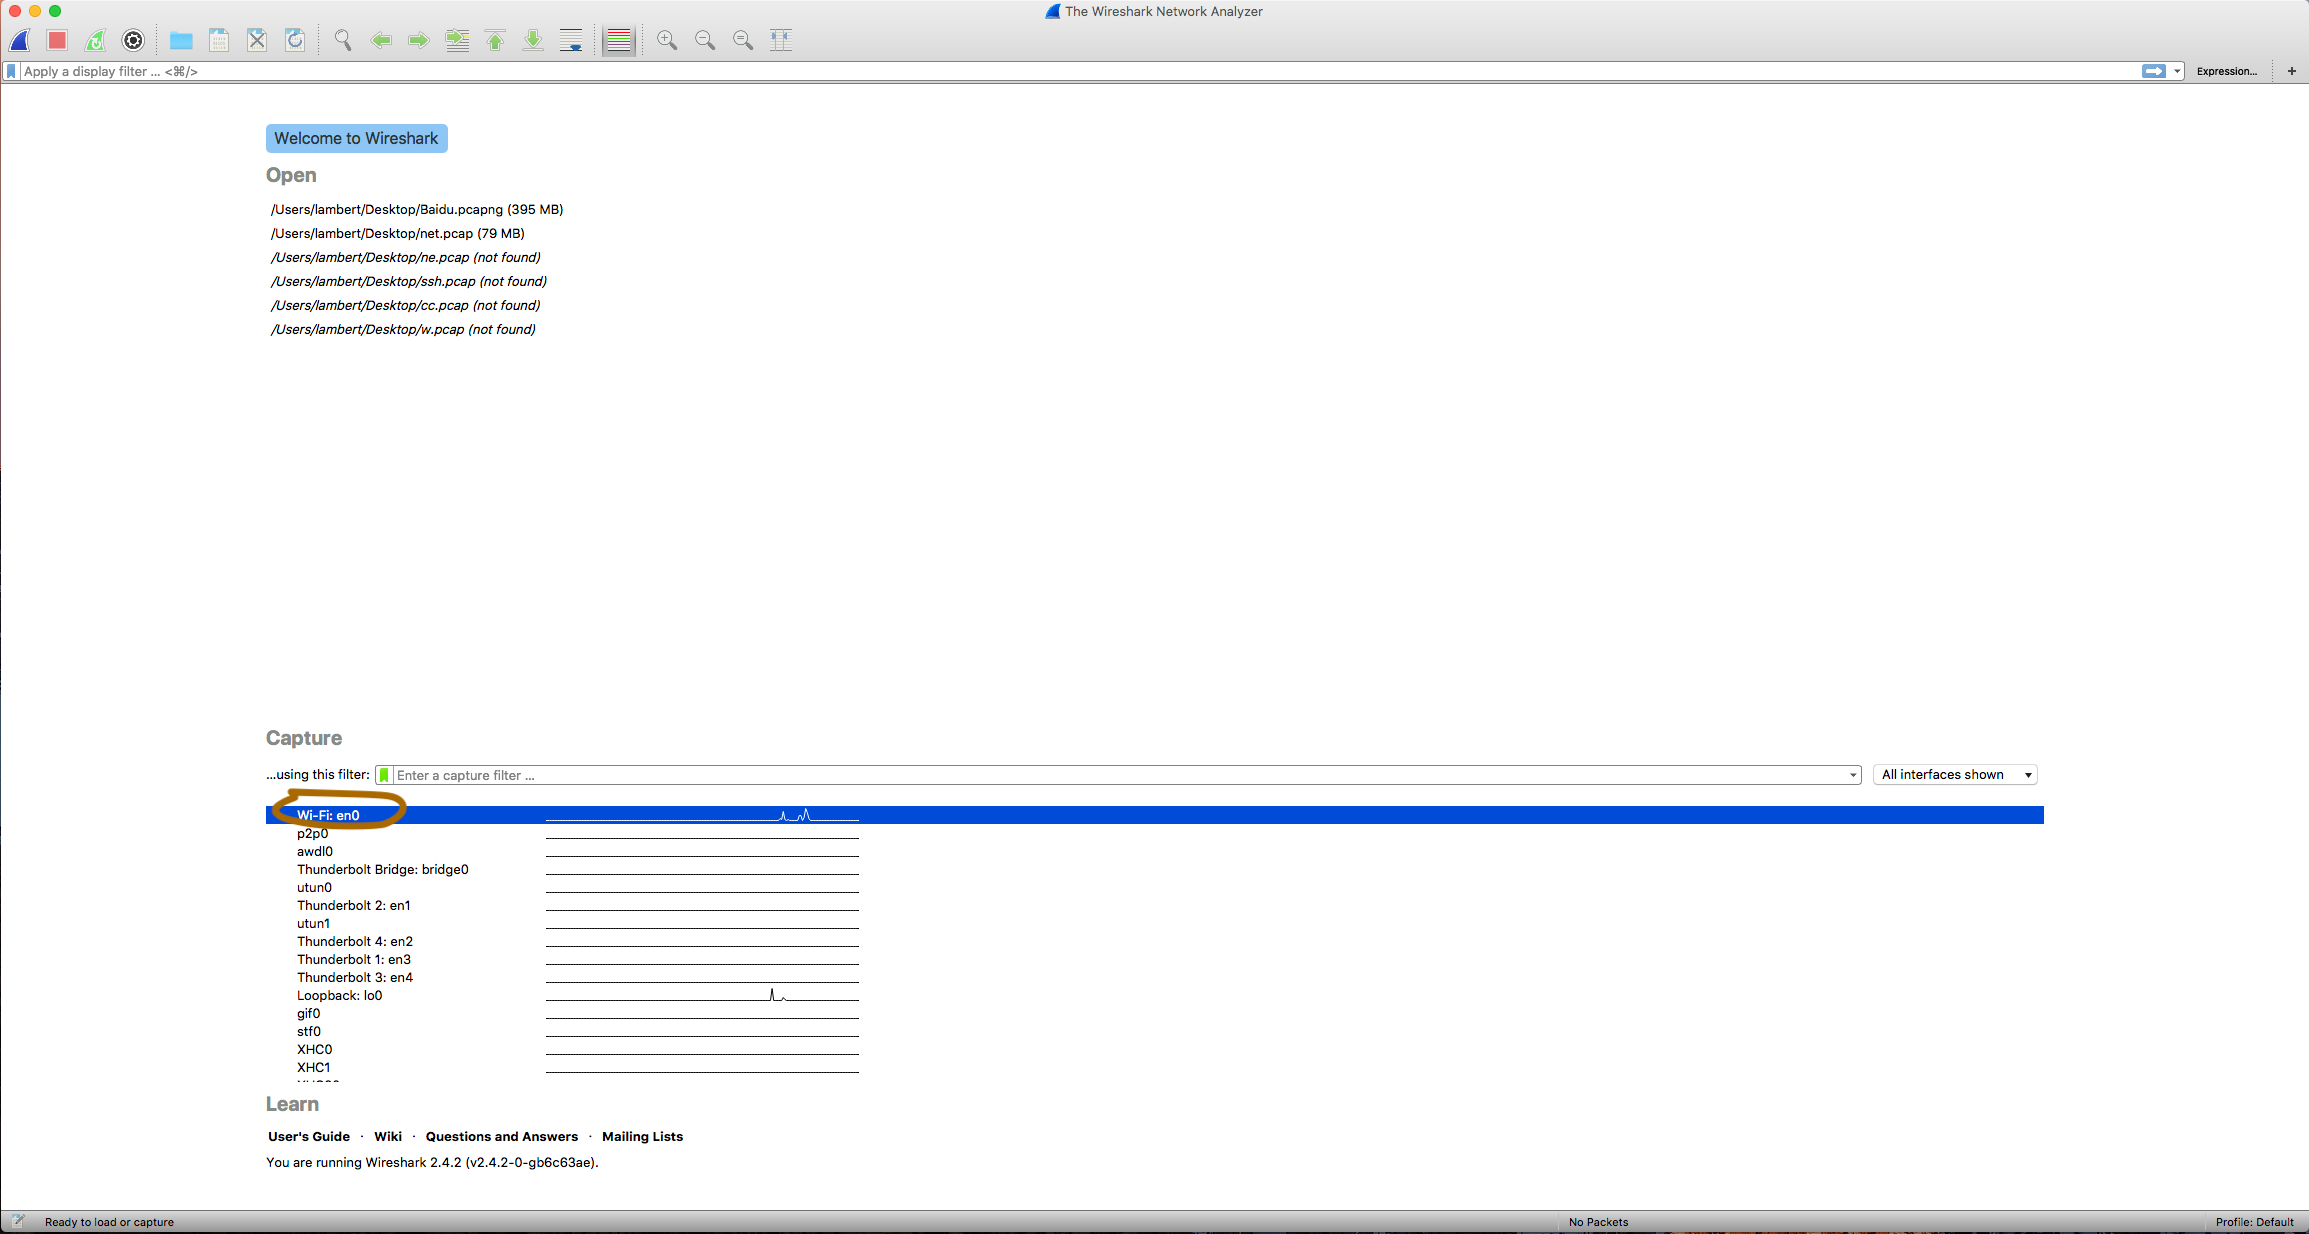 The Wireshark Network Analyzer
Apply a display filter ... <⌘/>
Expression...
+
Welcome to Wireshark
Open
/Users/lambert/Desktop/Baidu.pcapng (395 MB)
/Users/lambert/Desktop/net.pcap (79 MB)
/Users/lambert/Desktop/ne.pcap (not found)
/Users/lambert/Desktop/ssh.pcap (not found)
/Users/lambert/Desktop/cc.pcap (not found)
/Users/lambert/Desktop/w.pcap (not found)
Capture
...using this filter: Enter a capture filter ... All interfaces shown
Wi-Fi: en0
p2p0
awdl0
Thunderbolt Bridge: bridge0
utun0
Thunderbolt 2: en1
utun1
Thunderbolt 4: en2
Thunderbolt 1: en3
Thunderbolt 3: en4
Loopback: lo0
gif0
stf0
XHC0
XHC1
Learn
User's Guide · Wiki · Questions and Answers · Mailing Lists
You are running Wireshark 2.4.2 (v2.4.2-0-gb6c63ae).
Ready to load or capture
No Packets
Profile: Default